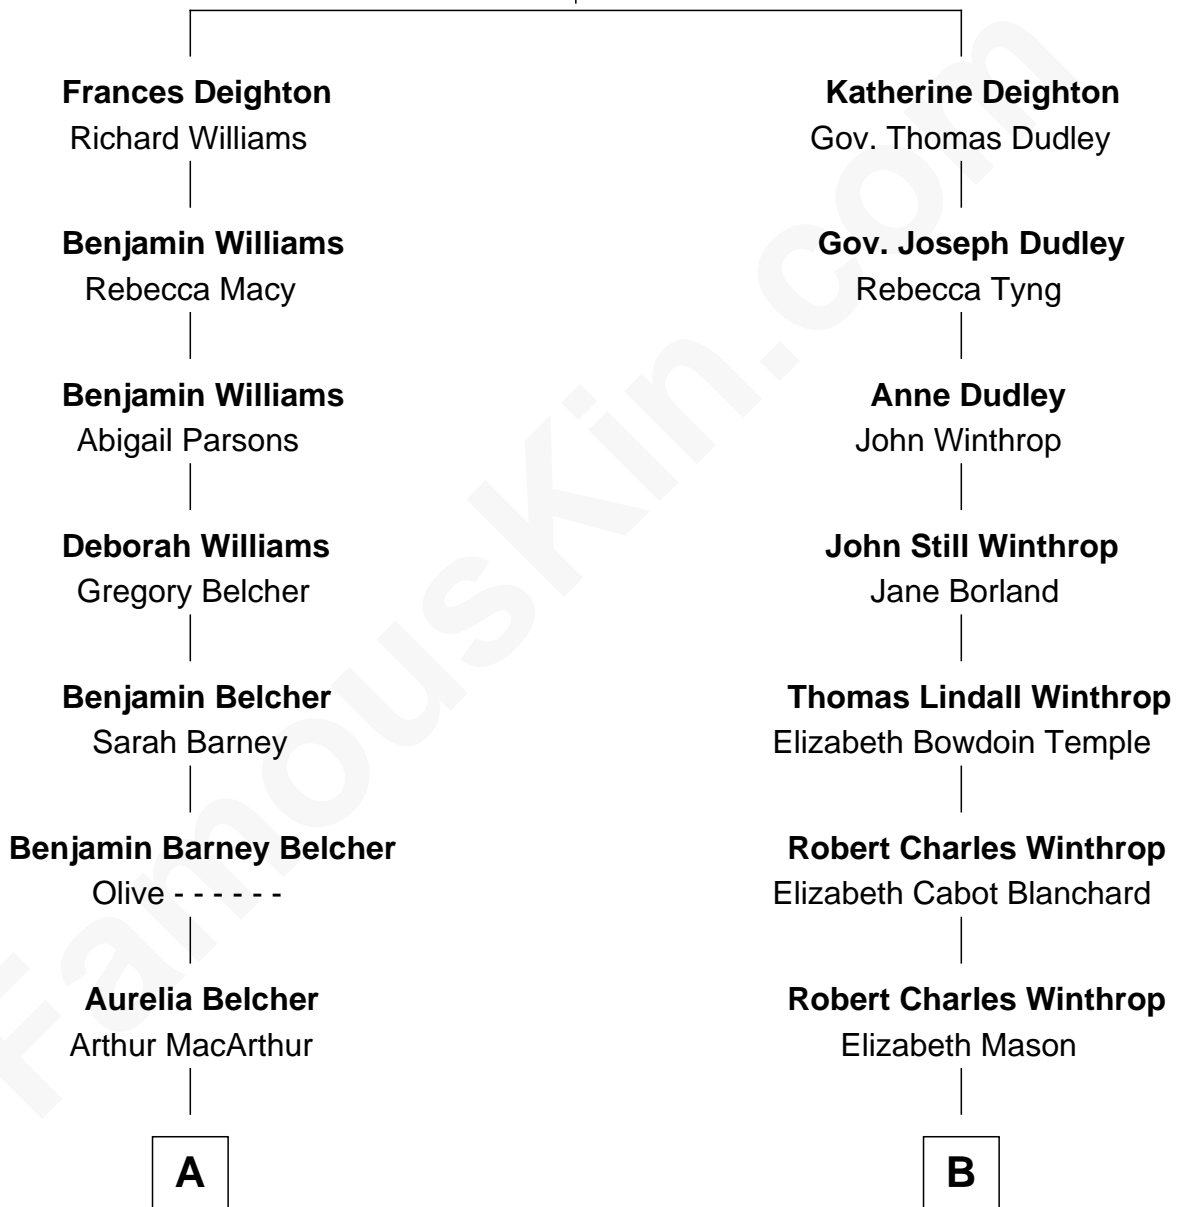 Frances Deighton
Richard Williams
Benjamin Williams
Rebecca Macy
Benjamin Williams
Abigail Parsons
Deborah Williams
Gregory Belcher
Benjamin Belcher
Sarah Barney
Benjamin Barney Belcher
Olive - - - - - -
Aurelia Belcher
Arthur MacArthur
A
Katherine Deighton
Gov. Thomas Dudley
Gov. Joseph Dudley
Rebecca Tyng
Anne Dudley
John Winthrop
John Still Winthrop
Jane Borland
Thomas Lindall Winthrop
Elizabeth Bowdoin Temple
Robert Charles Winthrop
Elizabeth Cabot Blanchard
Robert Charles Winthrop
Elizabeth Mason
B
FamousKin.com